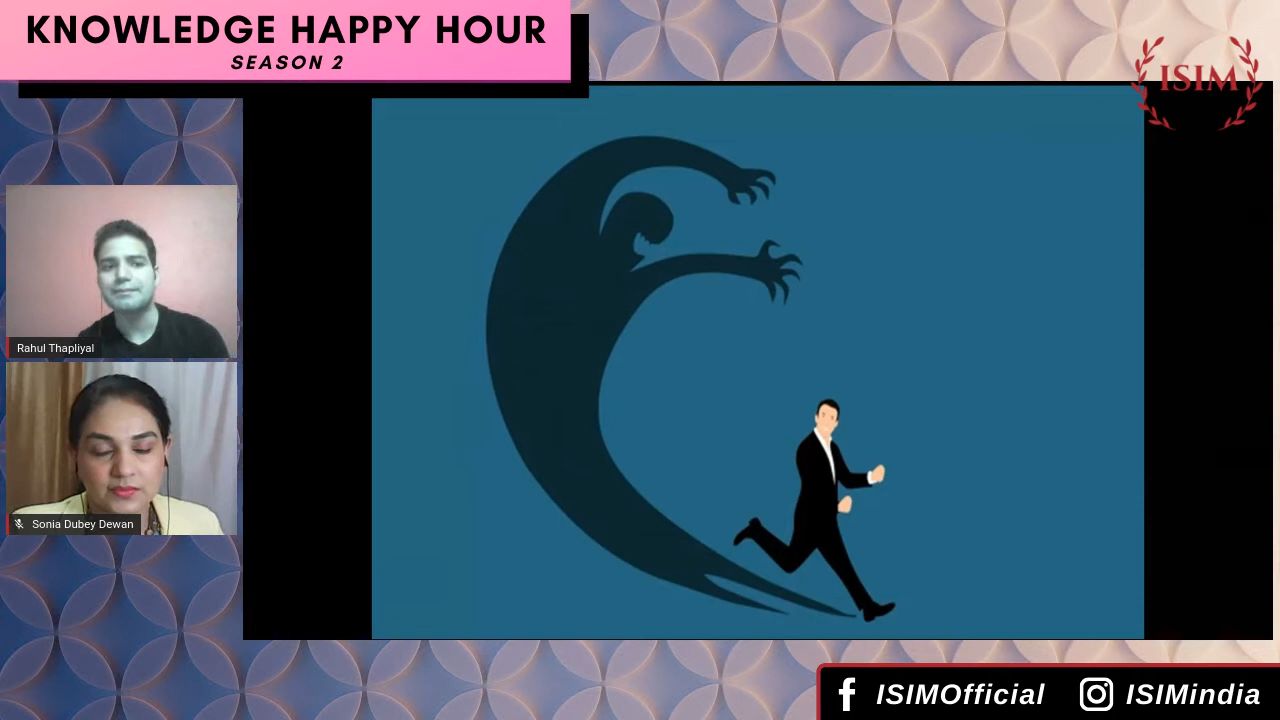 KNOWLEDGE HAPPY HOUR
SEASON 2
ISIM
Rahul Thapliyal
Sonia Dubey Dewan
ISIMOfficial
ISIMindia